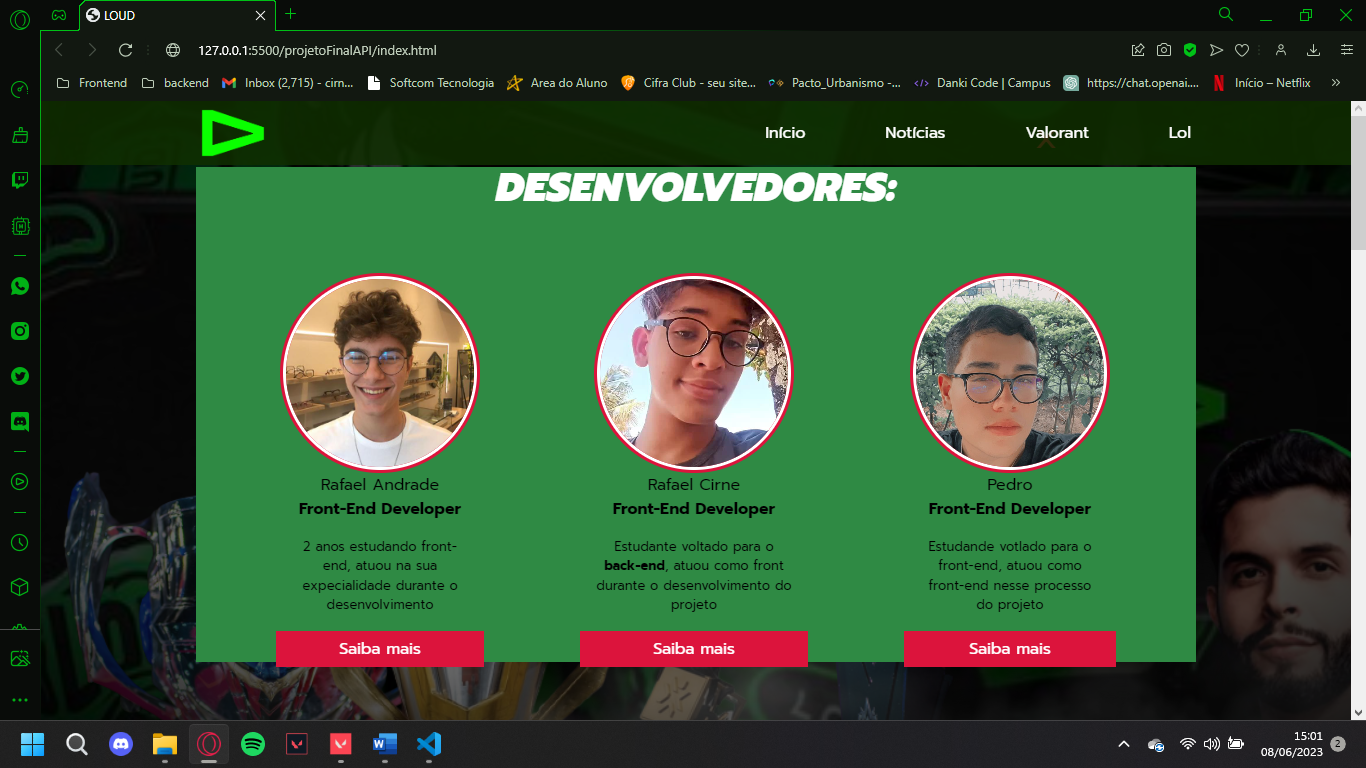 LOUD
127.0.0.1:5500/projetoFinalAPI/index.html
Frontend backend Inbox (2,715) - cirn... Softcom Tecnologia Area do Aluno Cifra Club - seu site... Pacto_Urbanismo -... Danki Code | Campus https://chat.openai.... Início – Netflix
Início Notícias Valorant Lol
DESENVOLVEDORES:
Rafael Andrade
Front-End Developer
2 anos estudando front-
end, atuou na sua
expecialidade durante o
desenvolvimento
Saiba mais
Rafael Cirne
Front-End Developer
Estudante voltado para o
back-end, atuou como front
durante o desenvolvimento do
projeto
Saiba mais
Pedro
Front-End Developer
Estudande votlado para o
front-end, atuou como
front-end nesse processo
do projeto
Saiba mais
15:01
08/06/2023
2